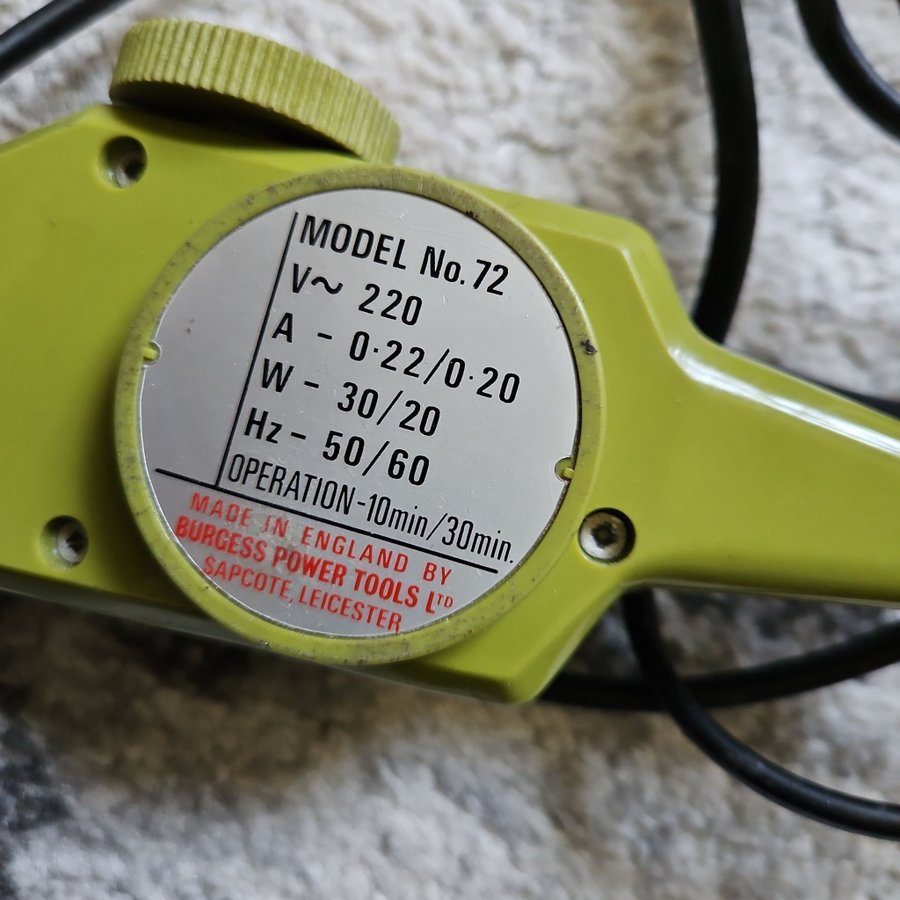 MODEL No. 72
V~ 220
A - 0·22/0·20
W - 30/20
Hz - 50/60
OPERATION-10min/30min.
MADE IN ENGLAND BY
BURGESS POWER TOOLS LTD
SAPCOTE, LEICESTER